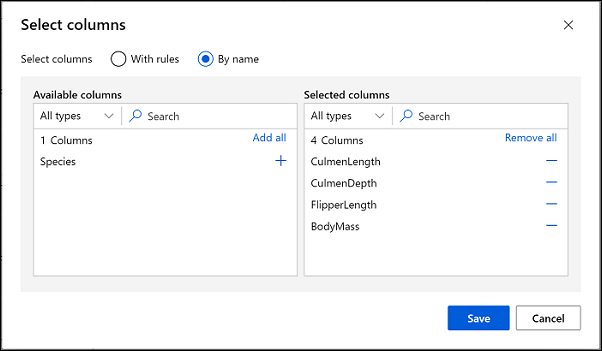 Select columns
Select columns With rules By name
Available columns
All types Search
1 Columns Add all
Species
Selected columns
All types Search
4 Columns Remove all
CulmenLength
CulmenDepth
FlipperLength
BodyMass
Save Cancel